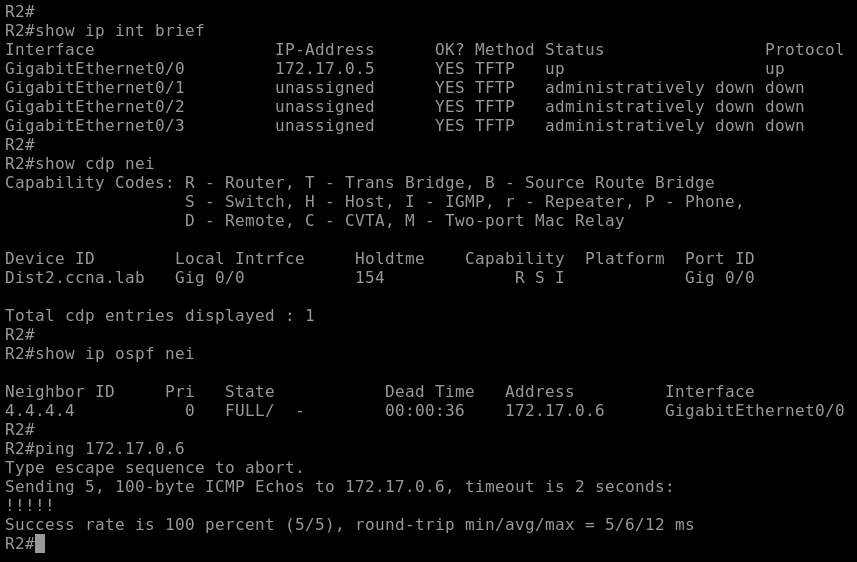 R2#
R2#show ip int brief
Interface                  IP-Address      OK? Method Status                Protocol
GigabitEthernet0/0         172.17.0.5      YES TFTP   up                    up
GigabitEthernet0/1         unassigned      YES TFTP   administratively down down
GigabitEthernet0/2         unassigned      YES TFTP   administratively down down
GigabitEthernet0/3         unassigned      YES TFTP   administratively down down
R2#
R2#show cdp nei
Capability Codes: R - Router, T - Trans Bridge, B - Source Route Bridge
                  S - Switch, H - Host, I - IGMP, r - Repeater, P - Phone,
                  D - Remote, C - CVTA, M - Two-port Mac Relay

Device ID        Local Intrfce     Holdtme    Capability  Platform  Port ID
Dist2.ccna.lab   Gig 0/0           154             R S I            Gig 0/0

Total cdp entries displayed : 1
R2#
R2#show ip ospf nei

Neighbor ID     Pri   State           Dead Time   Address         Interface
4.4.4.4           0   FULL/  -        00:00:36    172.17.0.6      GigabitEthernet0/0
R2#
R2#ping 172.17.0.6
Type escape sequence to abort.
Sending 5, 100-byte ICMP Echos to 172.17.0.6, timeout is 2 seconds:
!!!!!
Success rate is 100 percent (5/5), round-trip min/avg/max = 5/6/12 ms
R2#